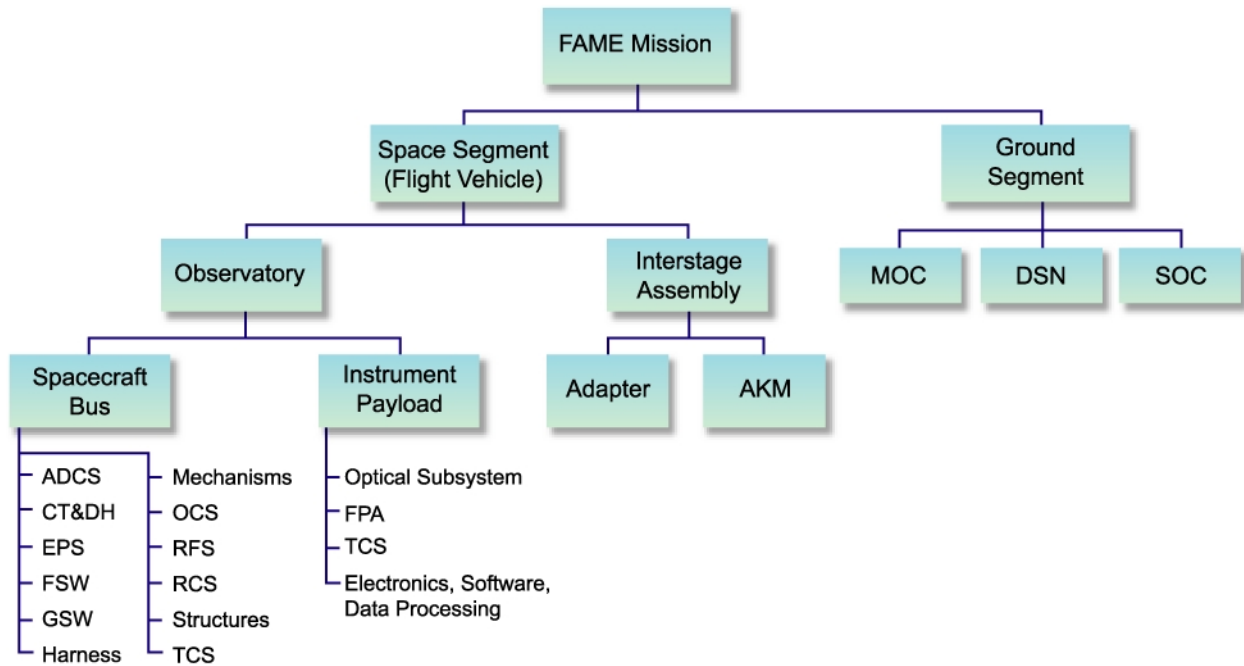 FAME Mission
Space Segment
(Flight Vehicle)
Ground
Segment
Observatory
Interstage
Assembly
MOC
DSN
SOC
Spacecraft
Bus
Instrument
Payload
Adapter
AKM
ADCS
CT&DH
EPS
FSW
GSW
Harness
Mechanisms
OCS
RFS
RCS
Structures
TCS
Optical Subsystem
FPA
TCS
Electronics, Software,
Data Processing